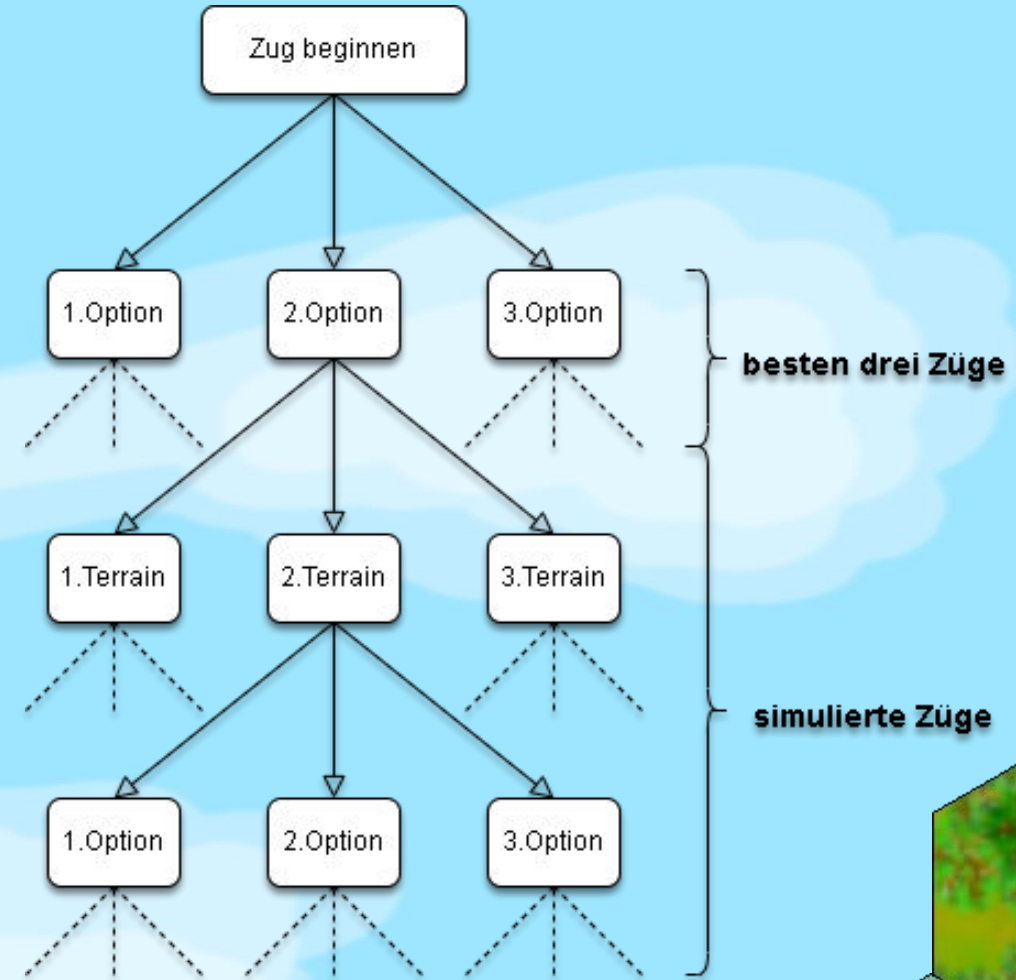 Zug beginnen
1.Option
2.Option
3.Option
besten drei Züge
1.Terrain
2.Terrain
3.Terrain
simulierte Züge
1.Option
2.Option
3.Option